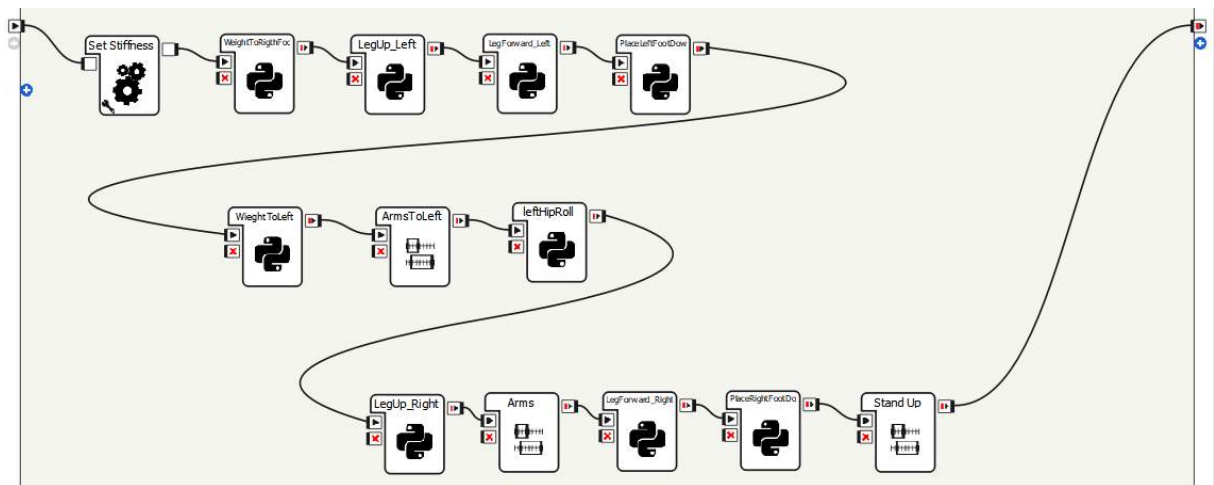 Set Stiffness
WeightToRigthFoo
LegUp_Left
LegForward_Left
PlaceLeftFootDow
WieghtToLeft
ArmsToLeft
leftHipRoll
LegUp_Right
Arms
LegForward_Right
PlaceRightFootDo
Stand Up